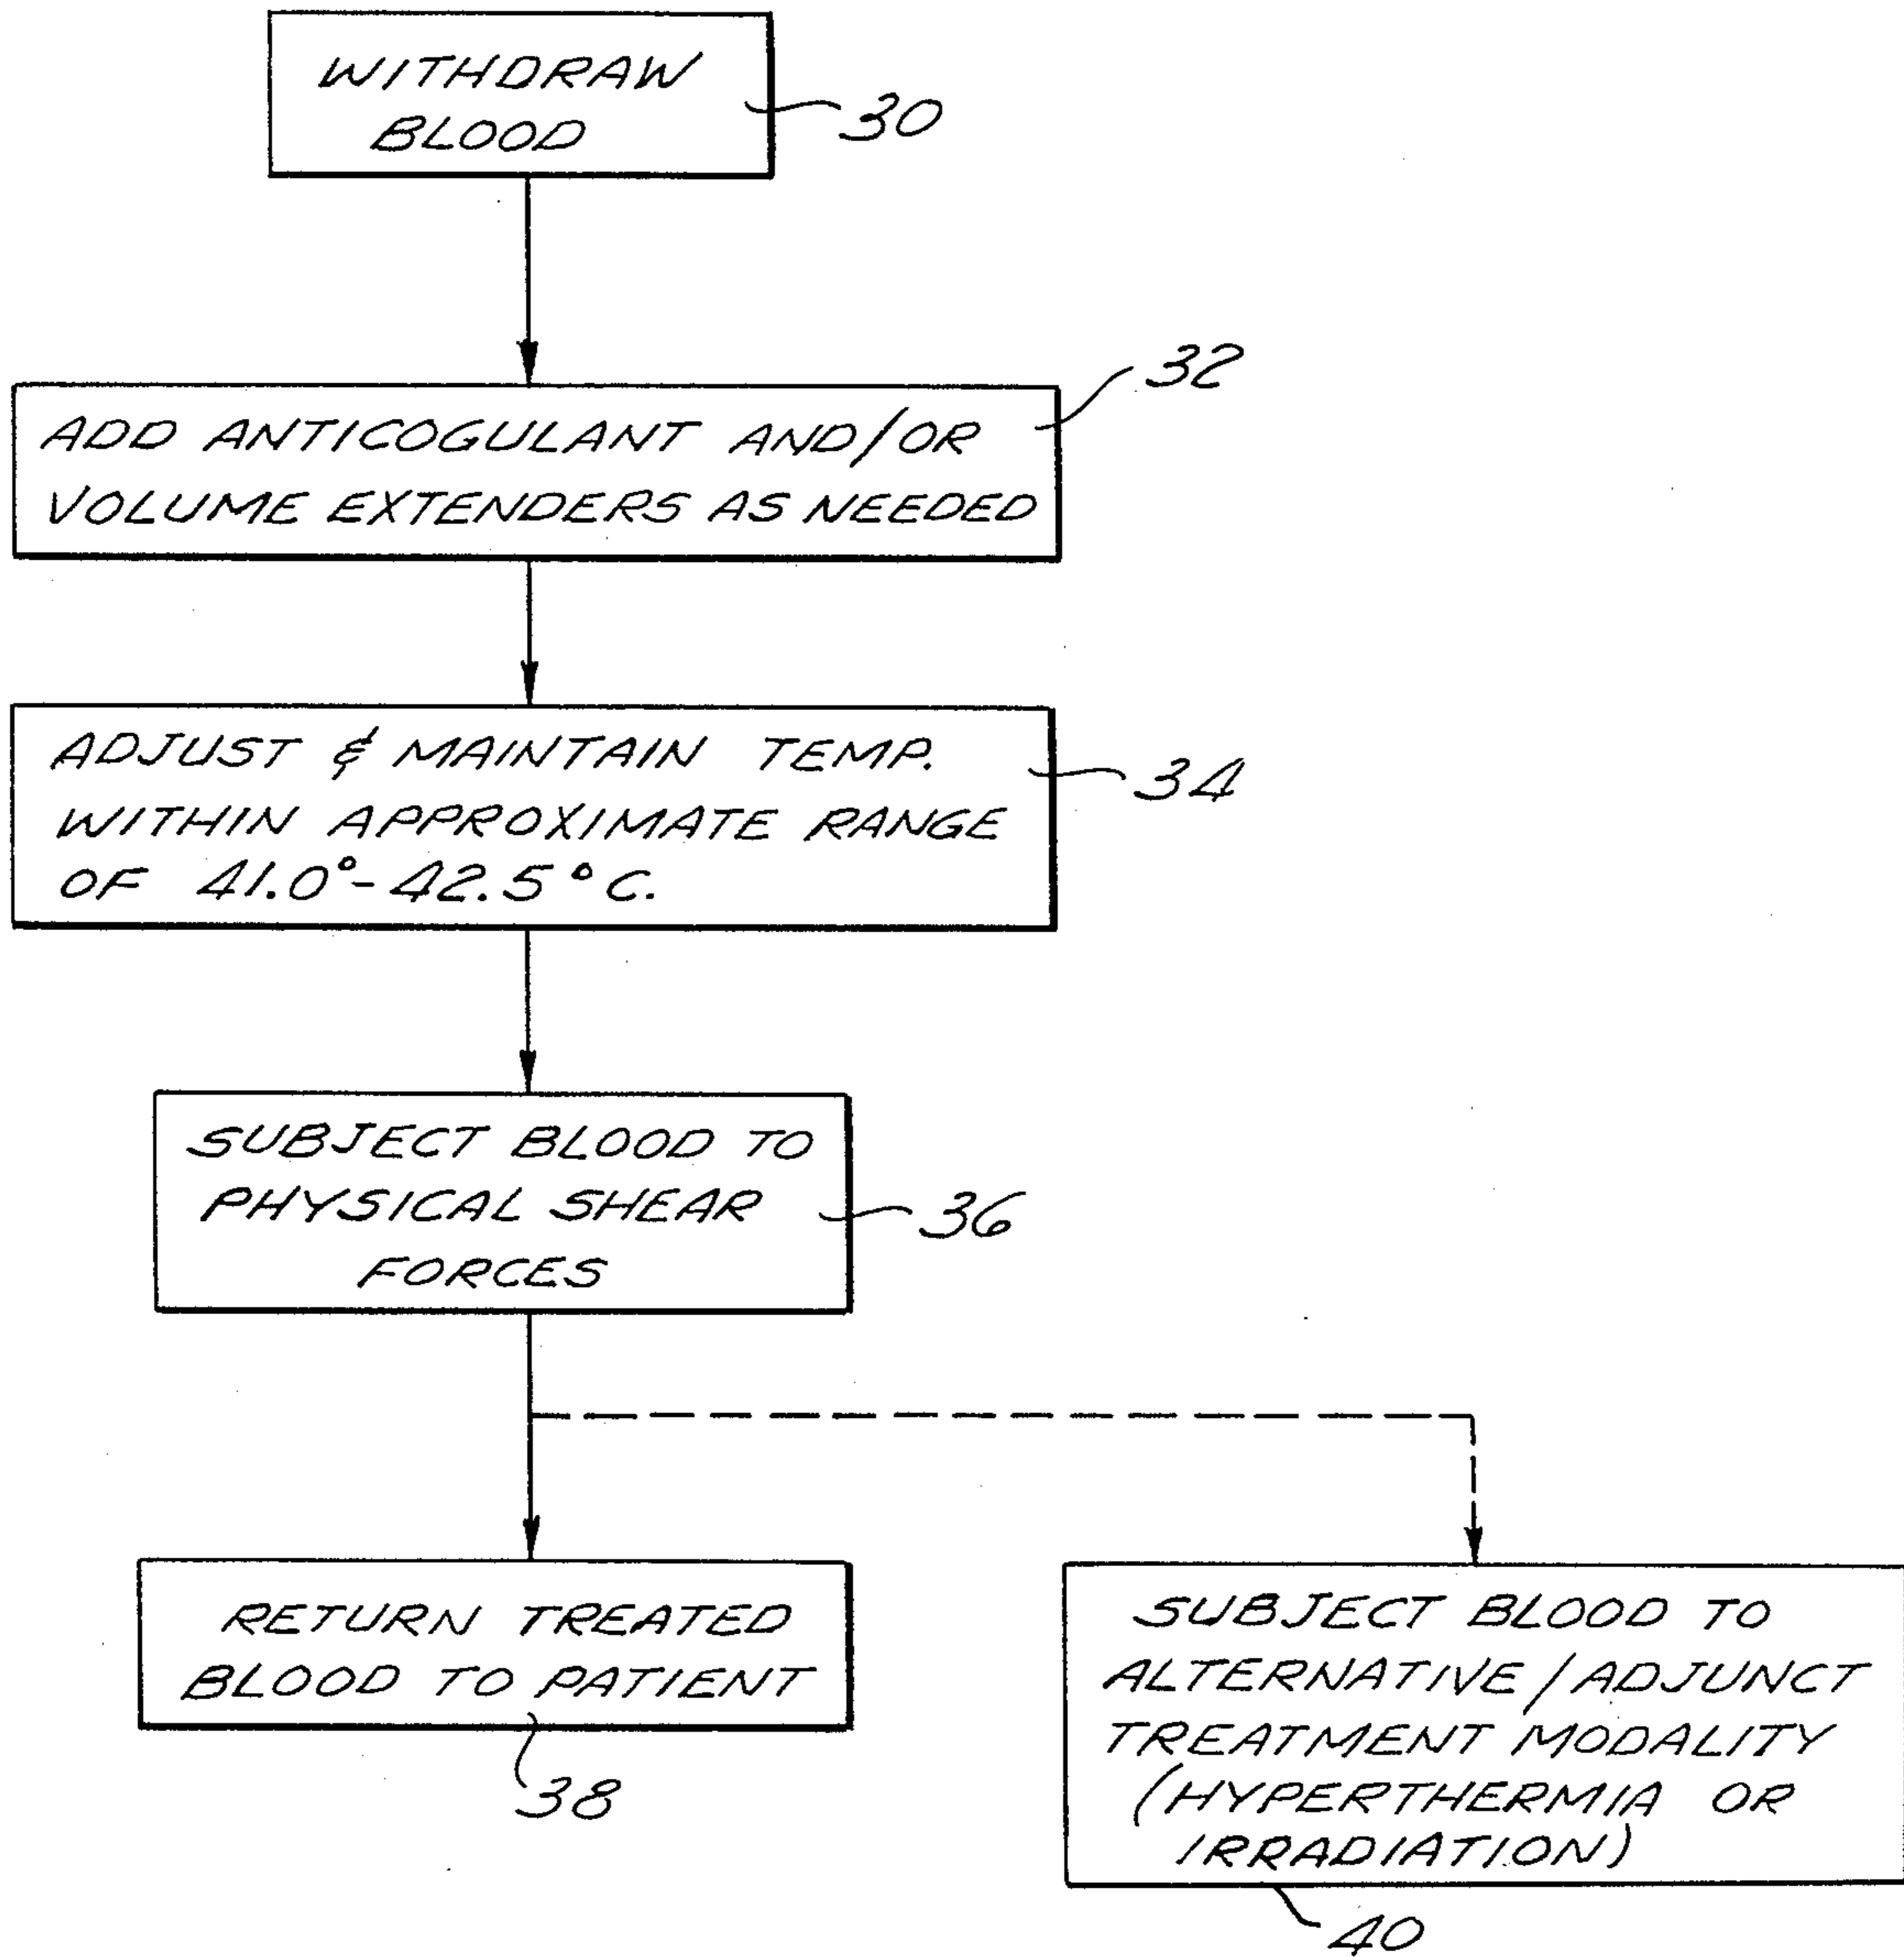 WITHDRAW
BLOOD
30
32
ADD ANTICOGULANT AND/OR
VOLUME EXTENDERS AS NEEDED
ADJUST & MAINTAIN TEMP.
WITHIN APPROXIMATE RANGE
OF 41.0°-42.5°C.
34
SUBJECT BLOOD TO
PHYSICAL SHEAR
FORCES
36
RETURN TREATED
BLOOD TO PATIENT
38
SUBJECT BLOOD TO
ALTERNATIVE/ADJUNCT
TREATMENT MODALITY
(HYPERTHERMIA OR
IRRADIATION)
40